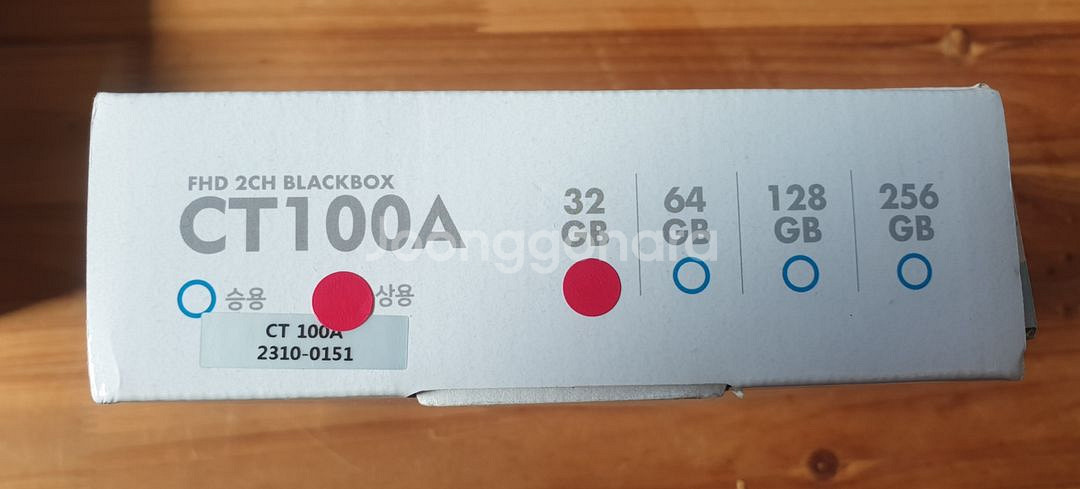 FHD 2CH BLACKBOX
CT100A
승용
상용
CT 100A
2310-0151
32
GB
64
GB
128
GB
256
GB
Joonggonara